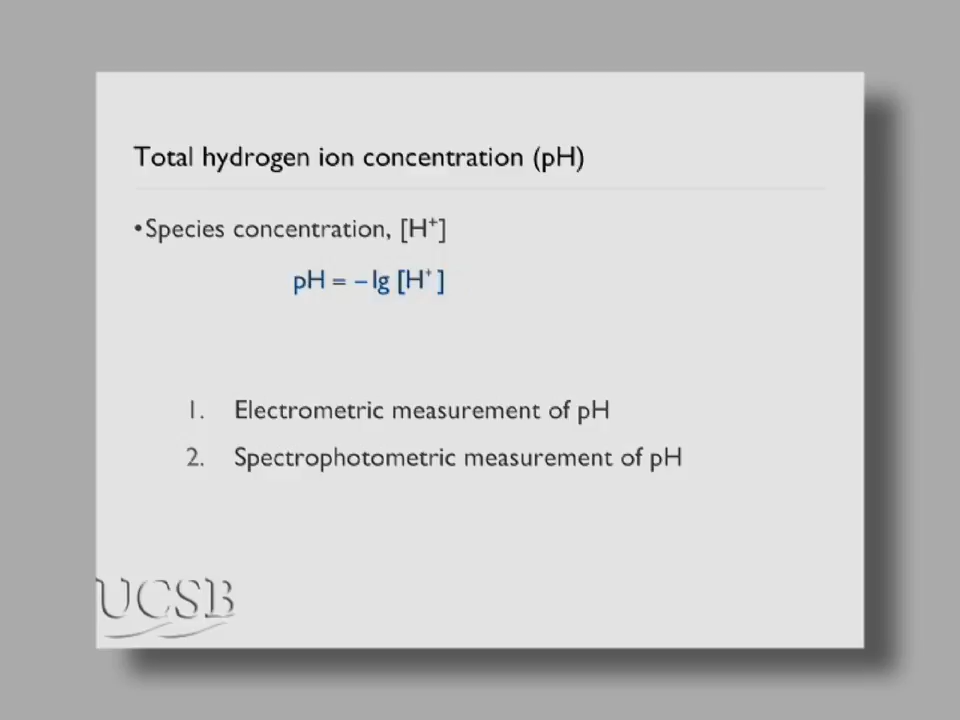 Total hydrogen ion concentration (pH)
•Species concentration, [H⁺]
pH = – lg [H⁺ ]
1. Electrometric measurement of pH
2. Spectrophotometric measurement of pH
UCSB